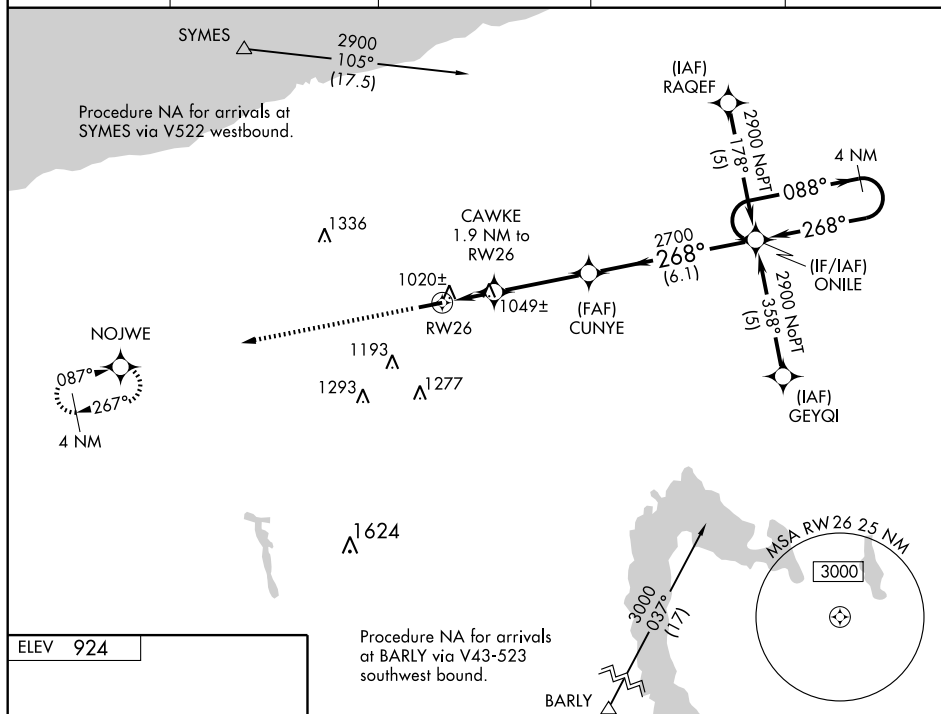 SYMES
2900
105°
(17.5)
Procedure NA for arrivals at
SYMES via V522 westbound.
(IAF)
RAQEF
2900 NoPT
178°
(5)
4 NM
088°
268°
1336
CAWKE
1.9 NM to
RW26
2700
268°
(6.1)
(IF/IAF)
ONILE
1020±
1049±
RW26
(FAF)
CUNYE
2900 NoPT
358°
(5)
NOJWE
087°
267°
4 NM
1193
1293
1277
(IAF)
GEYQI
1624
MSA RW 26 25 NM
3000
3000
037°
(17)
Procedure NA for arrivals
at BARLY via V43-523
southwest bound.
BARLY
ELEV 924